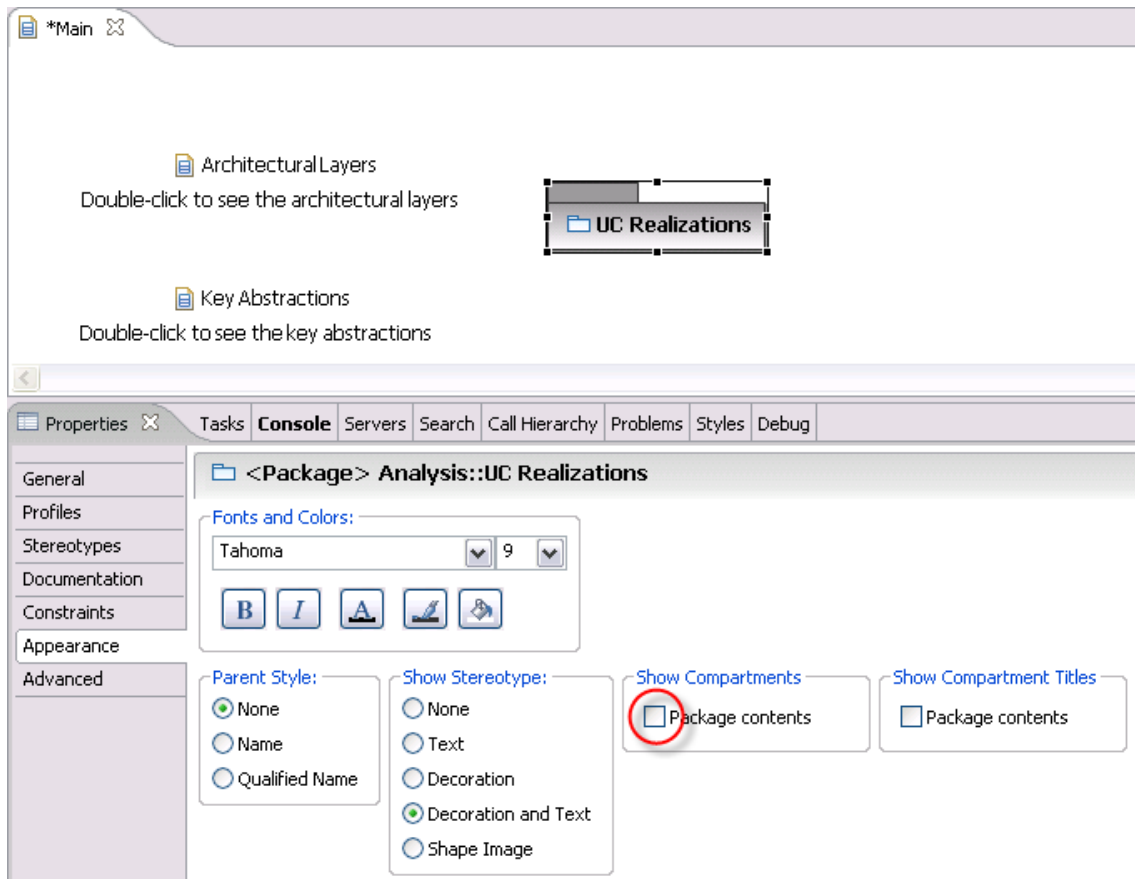 *Main
Architectural Layers
Double-click to see the architectural layers
UC Realizations
Key Abstractions
Double-click to see the key abstractions
Properties Tasks Console Servers Search Call Hierarchy Problems Styles Debug
General
Profiles
Stereotypes
Documentation
Constraints
Appearance
Advanced
<Package> Analysis::UC Realizations
Fonts and Colors:
Tahoma 9
B I A
Parent Style:
None
Name
Qualified Name
Show Stereotype:
None
Text
Decoration
Decoration and Text
Shape Image
Show Compartments
Package contents
Show Compartment Titles
Package contents